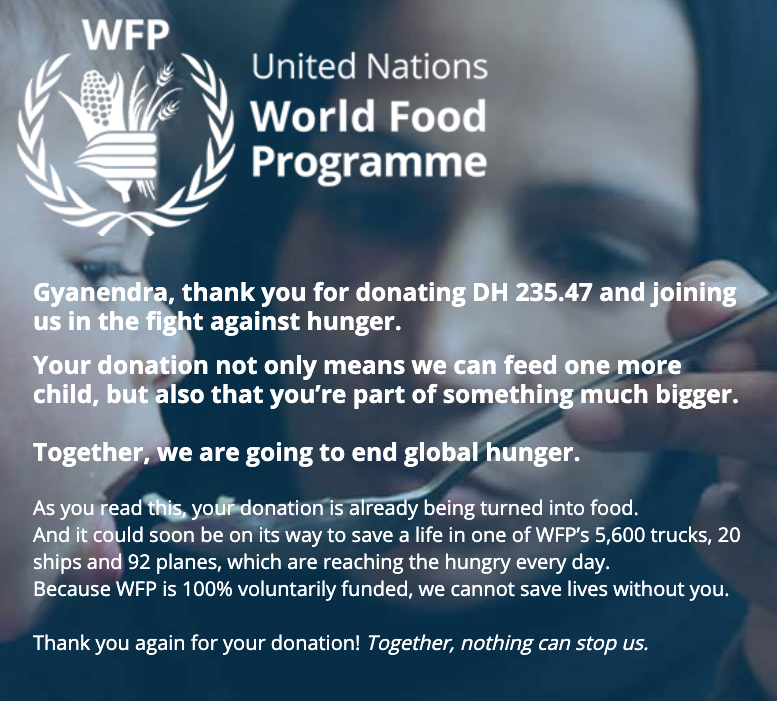 WFP
United Nations
World Food
Programme
Gyanendra, thank you for donating DH 235.47 and joining
us in the fight against hunger.
Your donation not only means we can feed one more
child, but also that you’re part of something much bigger.
Together, we are going to end global hunger.
As you read this, your donation is already being turned into food.
And it could soon be on its way to save a life in one of WFP’s 5,600 trucks, 20
ships and 92 planes, which are reaching the hungry every day.
Because WFP is 100% voluntarily funded, we cannot save lives without you.
Thank you again for your donation! Together, nothing can stop us.